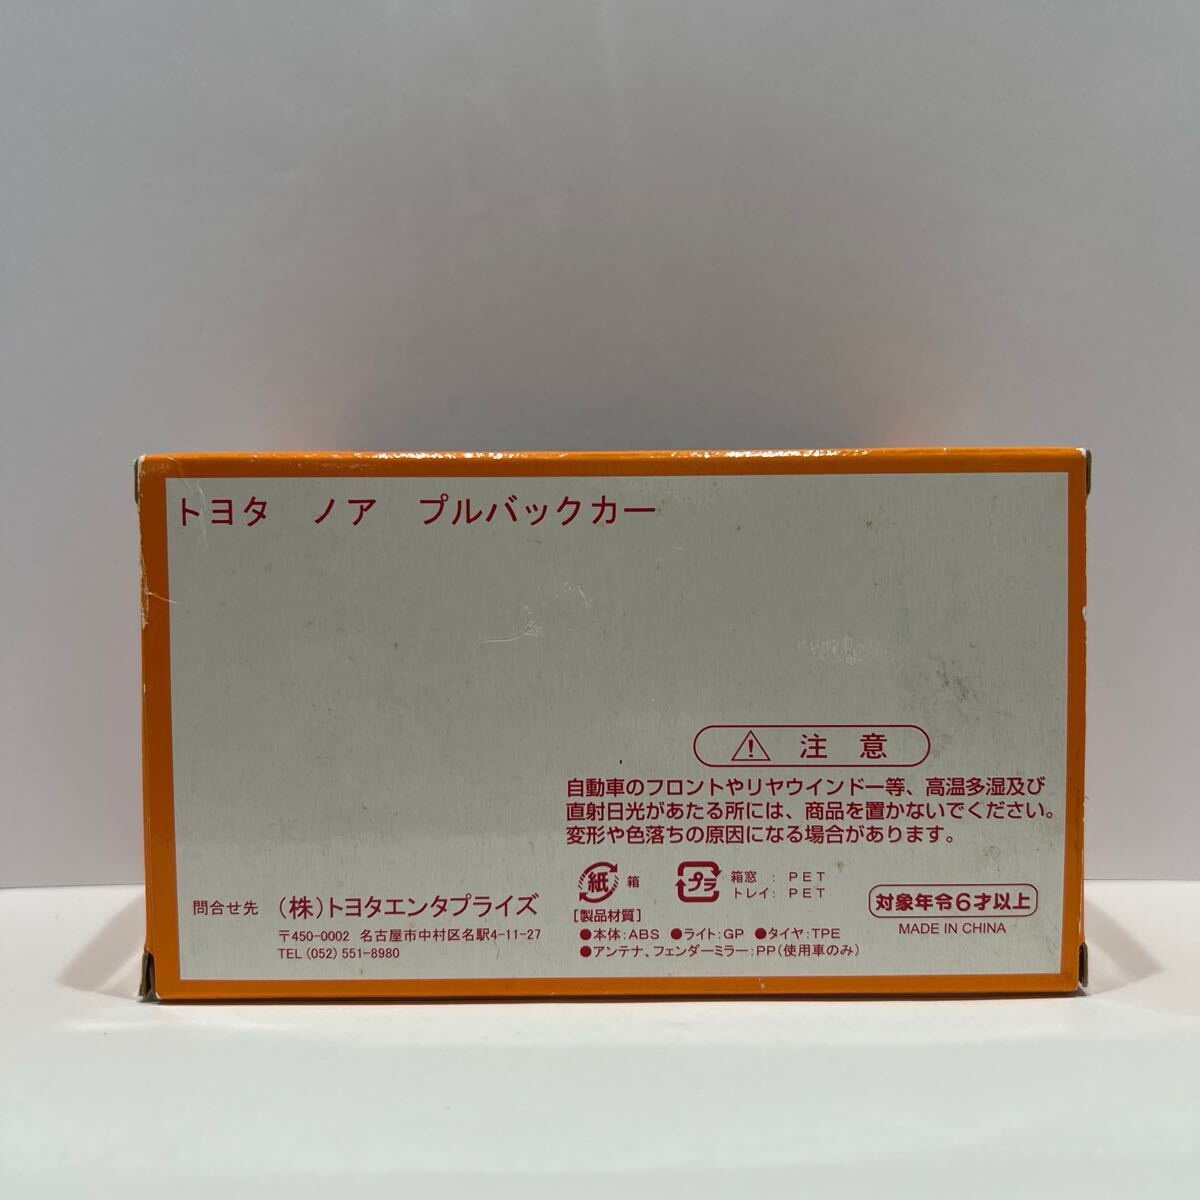 トヨタ　ノア　プルバックカー
注 意
自動車のフロントやリヤウインドー等、高温多湿及び
直射日光があたる所には、商品を置かないでください。
変形や色落ちの原因になる場合があります。
紙 箱
プラ 箱窓 : PET
トレイ: PET
問合せ先 (株)トヨタエンタプライズ
〒450-0002 名古屋市中村区名駅4-11-27
TEL (052) 551-8980
[製品材質]
●本体:ABS ●ライト:GP ●タイヤ:TPE
●アンテナ、フェンダーミラー:PP(使用車のみ)
対象年令6才以上
MADE IN CHINA